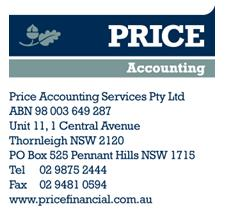 PRICE
Accounting
Price Accounting Services Pty Ltd
ABN 98 003 649 287
Unit 11, 1 Central Avenue
Thornleigh NSW 2120
PO Box 525 Pennant Hills NSW 1715
Tel 02 9875 2444
Fax 02 9481 0594
www.pricefinancial.com.au